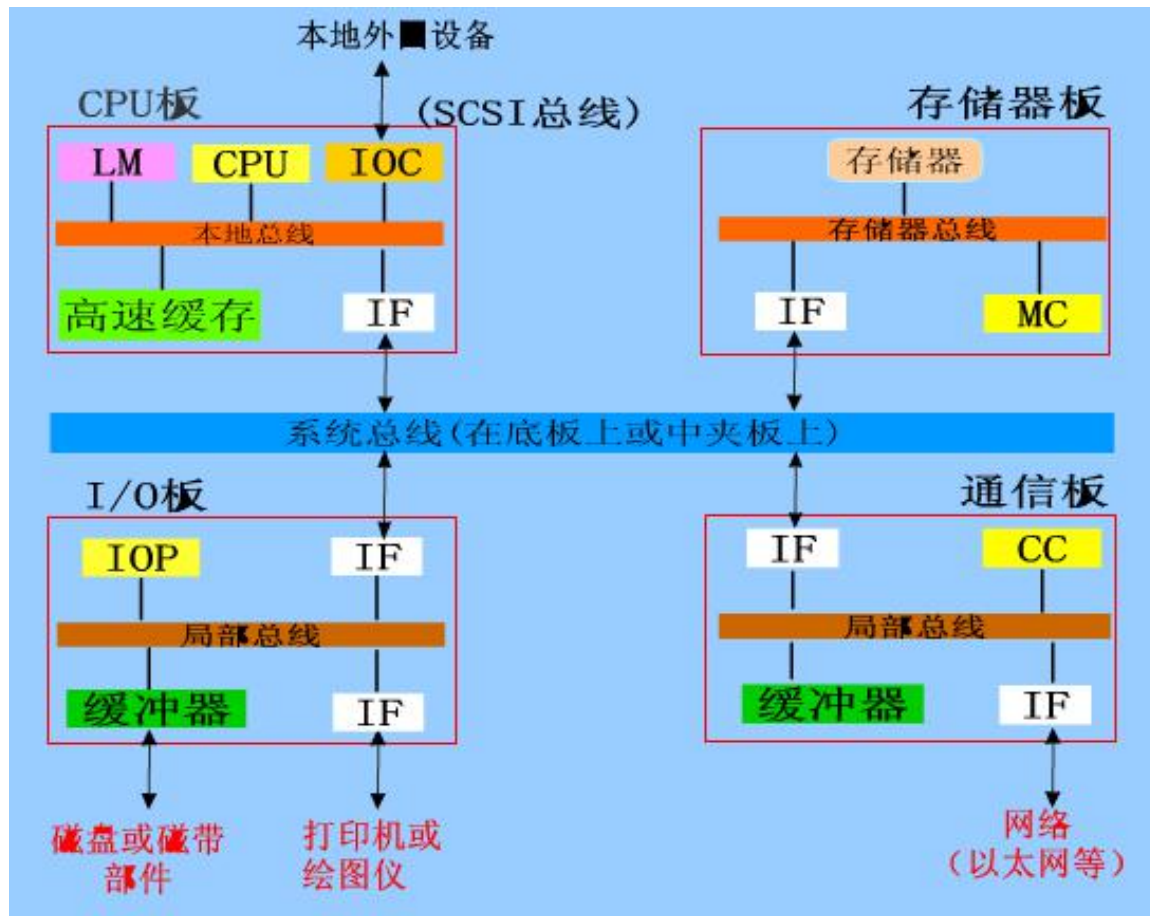 本地外 设备
CPU板
(SCSI总线)
存储器板
LM
CPU
IOC
存储器
本地总线
存储器总线
高速缓存
IF
IF
MC
系统总线(在底板上或中夹板上)
I/O板
通信板
IOP
IF
IF
CC
局部总线
局部总线
缓冲器
IF
缓冲器
IF
磁盘或磁带
部件
打印机或
绘图仪
网络
(以太网等)